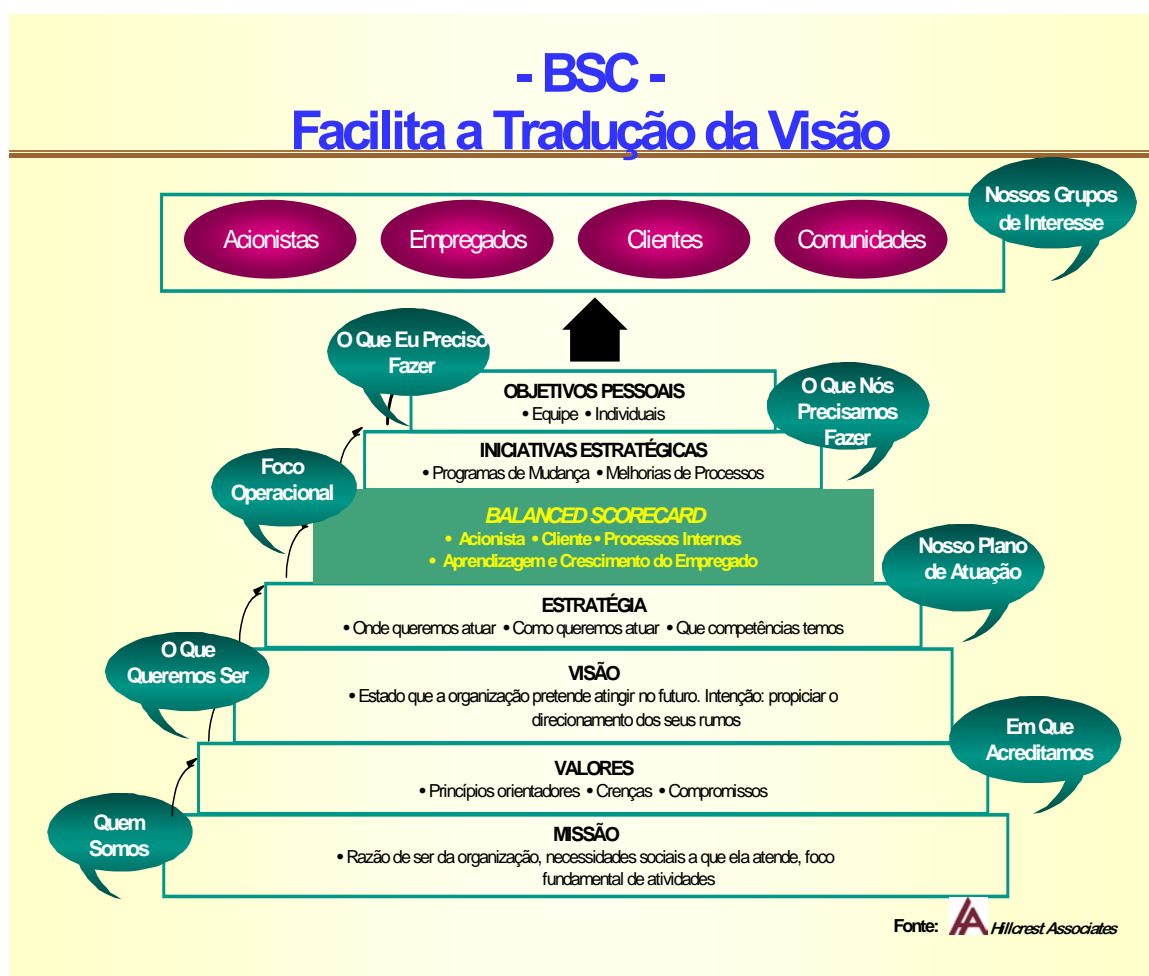 - BSC -
Facilita a Tradução da Visão
Nossos Grupos
de Interesse
Acionistas
Empregados
Clientes
Comunidades
O Que Eu Preciso
Fazer
OBJETIVOS PESSOAIS
• Equipe • Individuais
O Que Nós
Precisamos
Fazer
INICIATIVAS ESTRATÉGICAS
• Programas de Mudança • Melhorias de Processos
Foco
Operacional
BALANCED SCORECARD
• Acionista • Cliente • Processos Internos
• Aprendizagem e Crescimento do Empregado
Nosso Plano
de Atuação
ESTRATÉGIA
• Onde queremos atuar • Como queremos atuar • Que competências temos
O Que
Queremos Ser
VISÃO
• Estado que a organização pretende atingir no futuro. Intenção: propiciar o
direcionamento dos seus rumos
Em Que
Acreditamos
VALORES
• Princípios orientadores • Crenças • Compromissos
Quem
Somos
MISSÃO
• Razão de ser da organização, necessidades sociais a que ela atende, foco
fundamental de atividades
Fonte: Hillcrest Associates